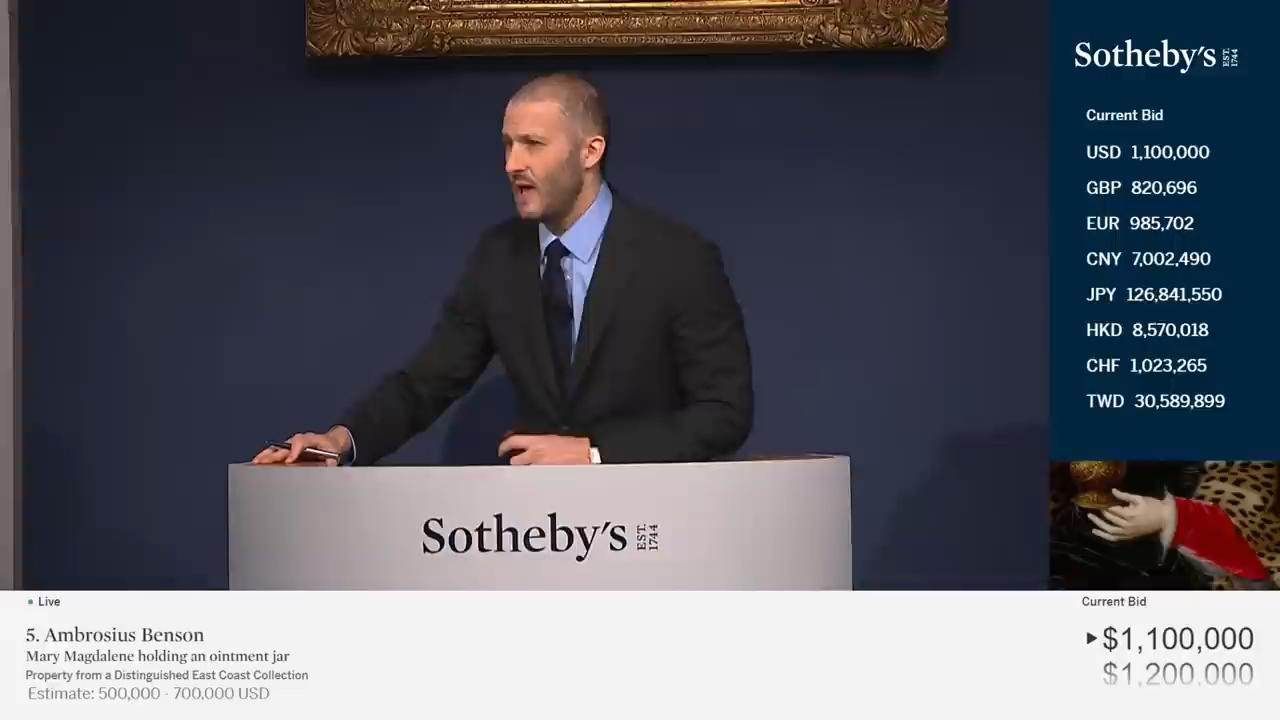 Sotheby's EST. 1744
Current Bid
USD 1,100,000
GBP 820,696
EUR 985,702
CNY 7,002,490
JPY 126,841,550
HKD 8,570,018
CHF 1,023,265
TWD 30,589,899
Sotheby's EST. 1744
Live
5. Ambrosius Benson
Mary Magdalene holding an ointment jar
Property from a Distinguished East Coast Collection
Estimate: 500,000 - 700,000 USD
Current Bid
$1,100,000
$1,200,000